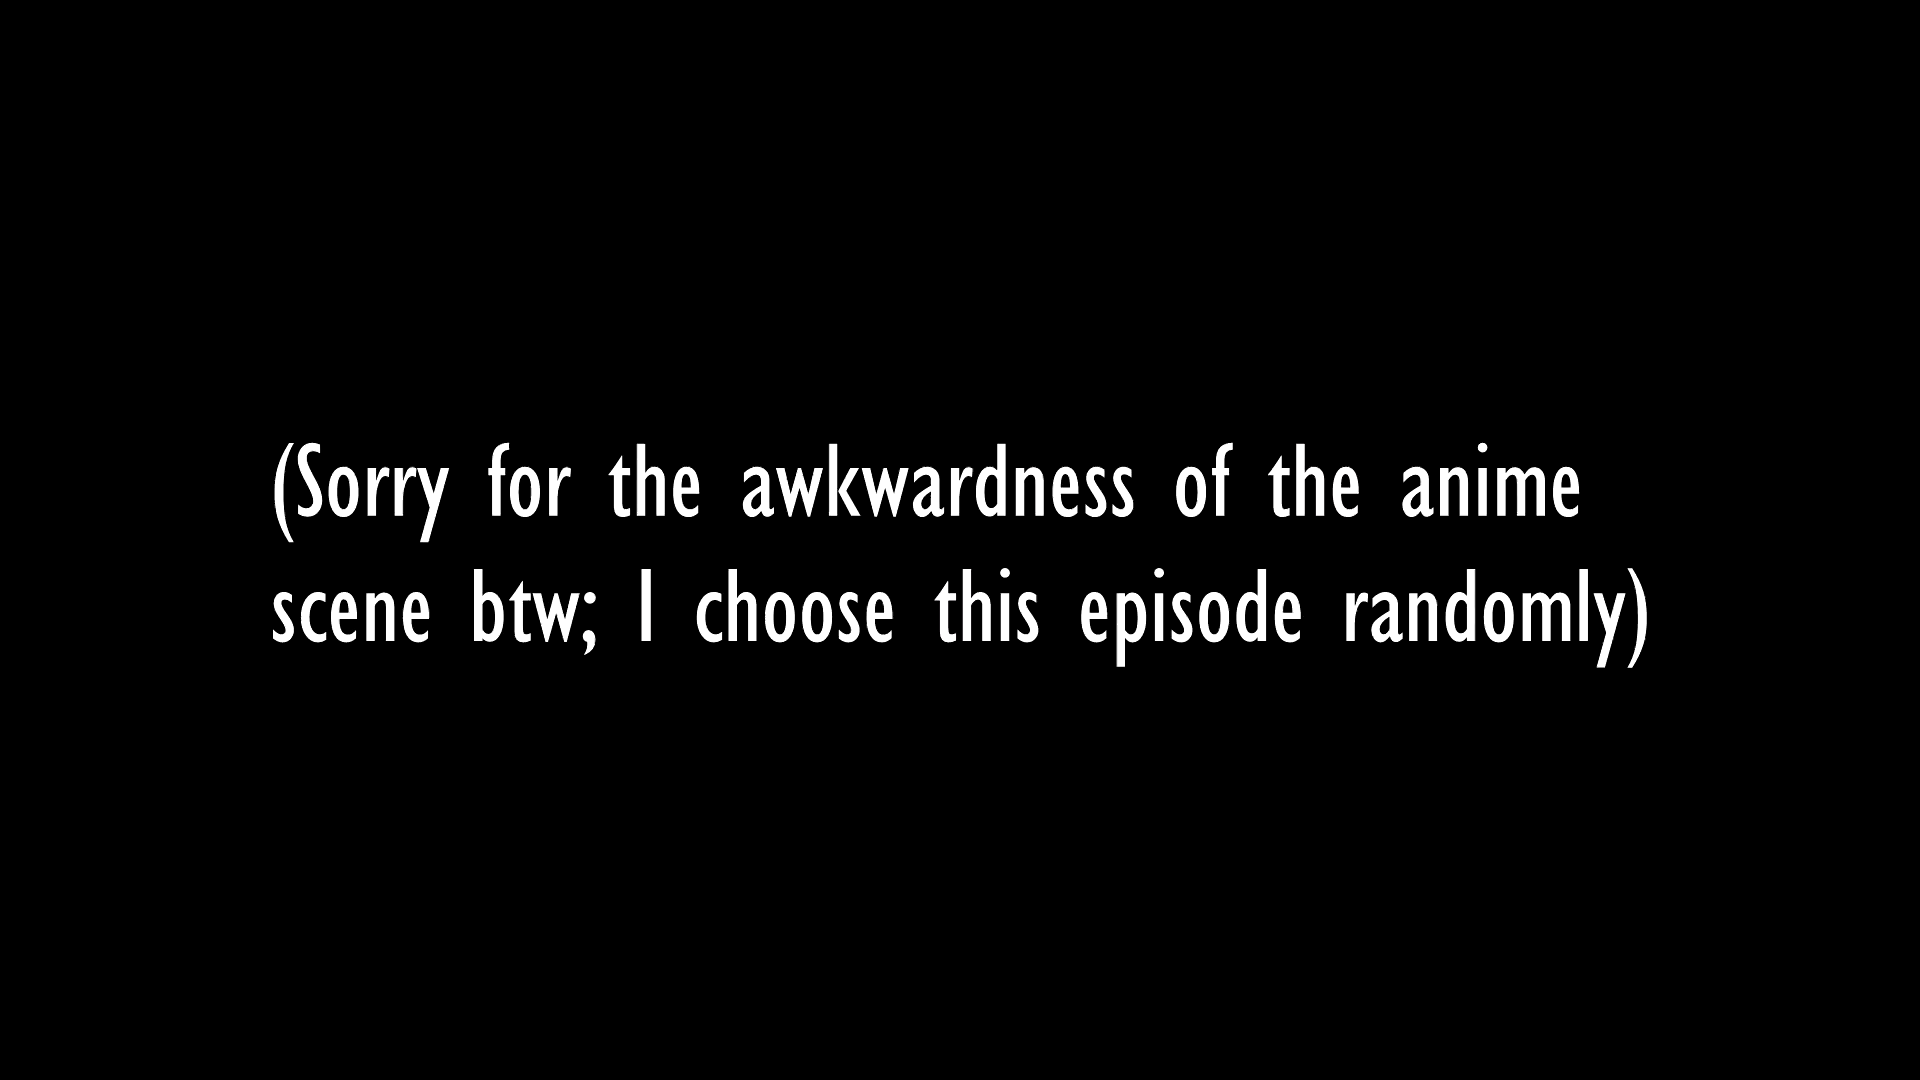 (Sorry for the awkwardness of the anime
scene btw; I choose this episode randomly)